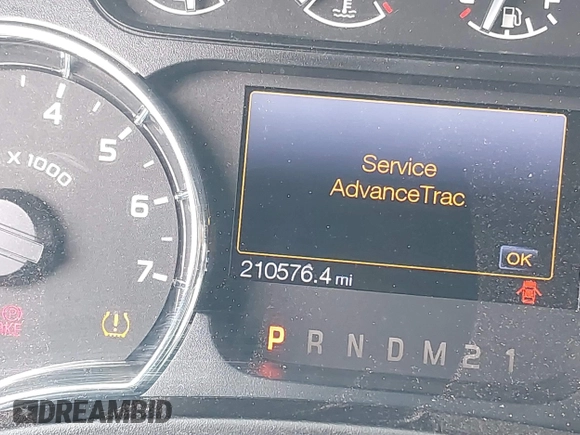 4
5
x 1000
6
7
E
F
Service
AdvanceTrac
OK
210576.4 mi
P R N D M 2 1
DREAMBID